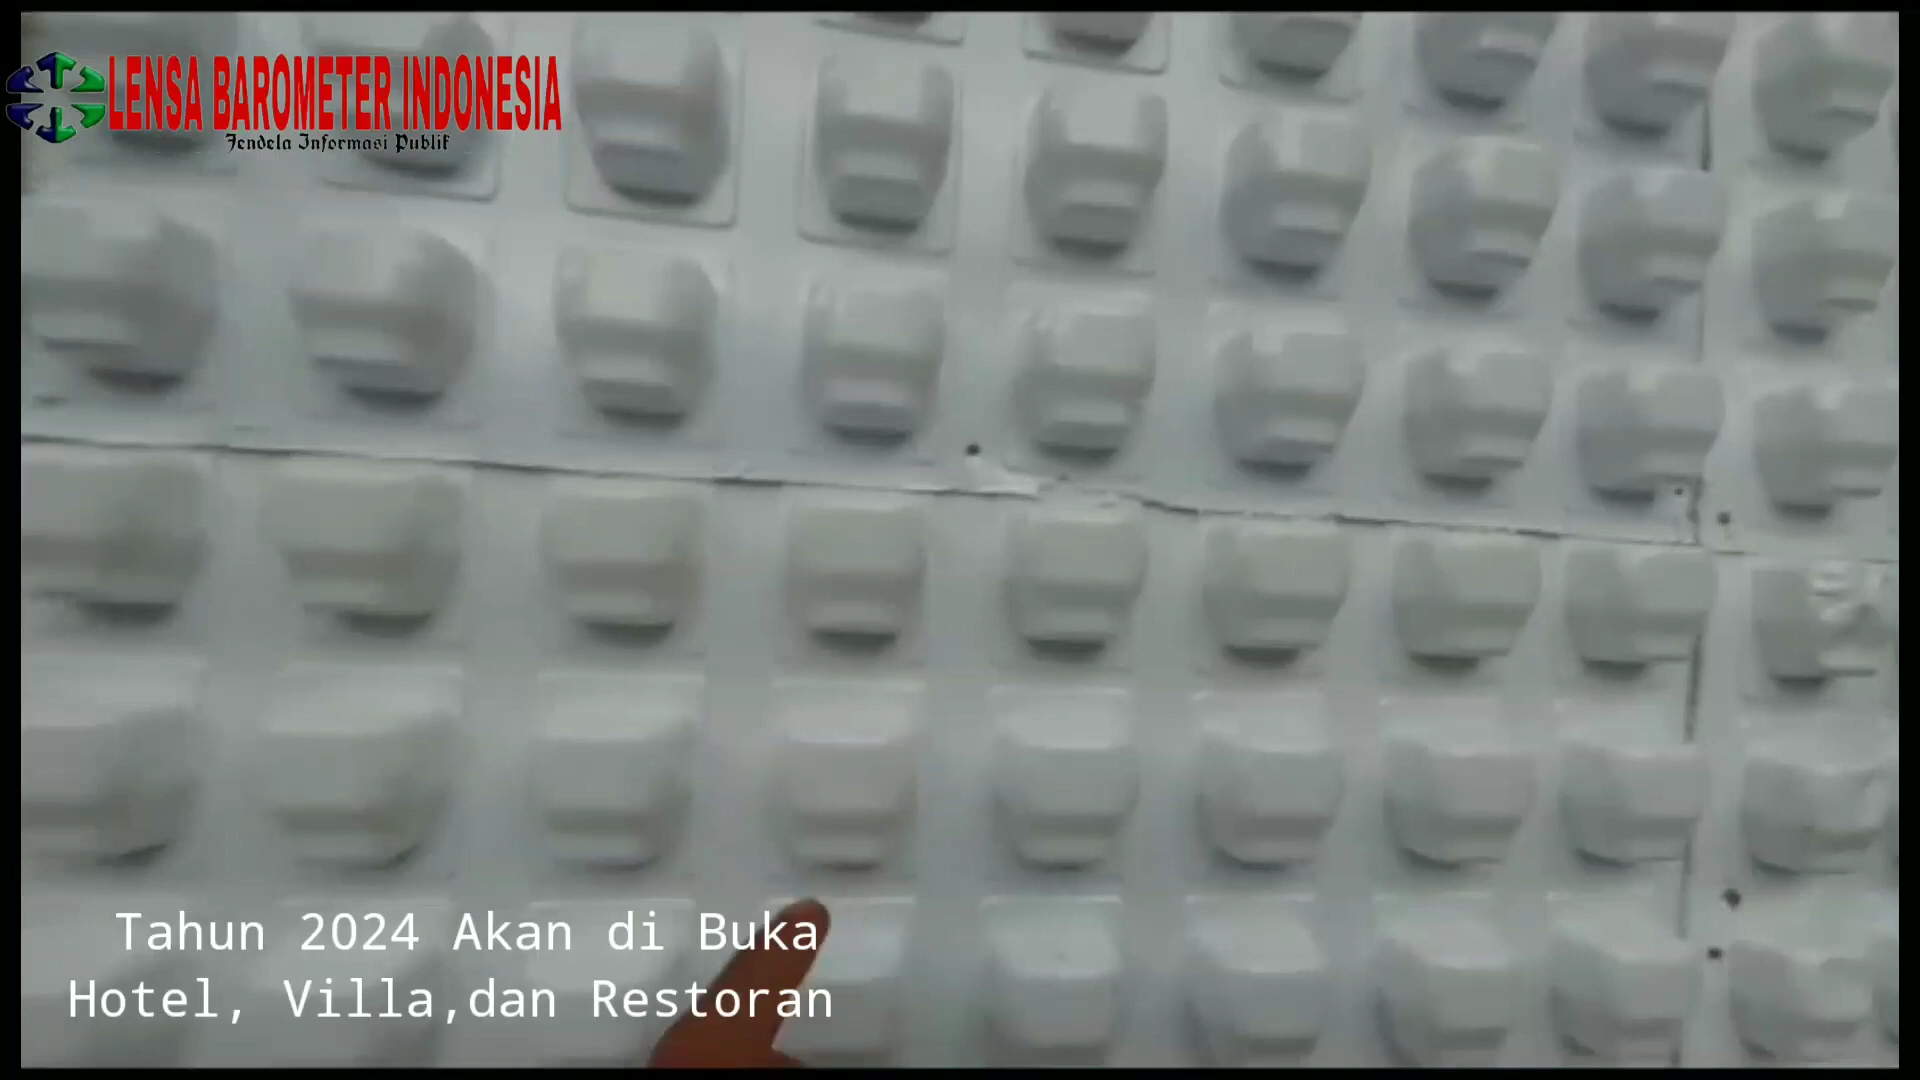 LENSA BAROMETER INDONESIA
Jendela Informasi Publik
Tahun 2024 Akan di Buka
Hotel, Villa,dan Restoran